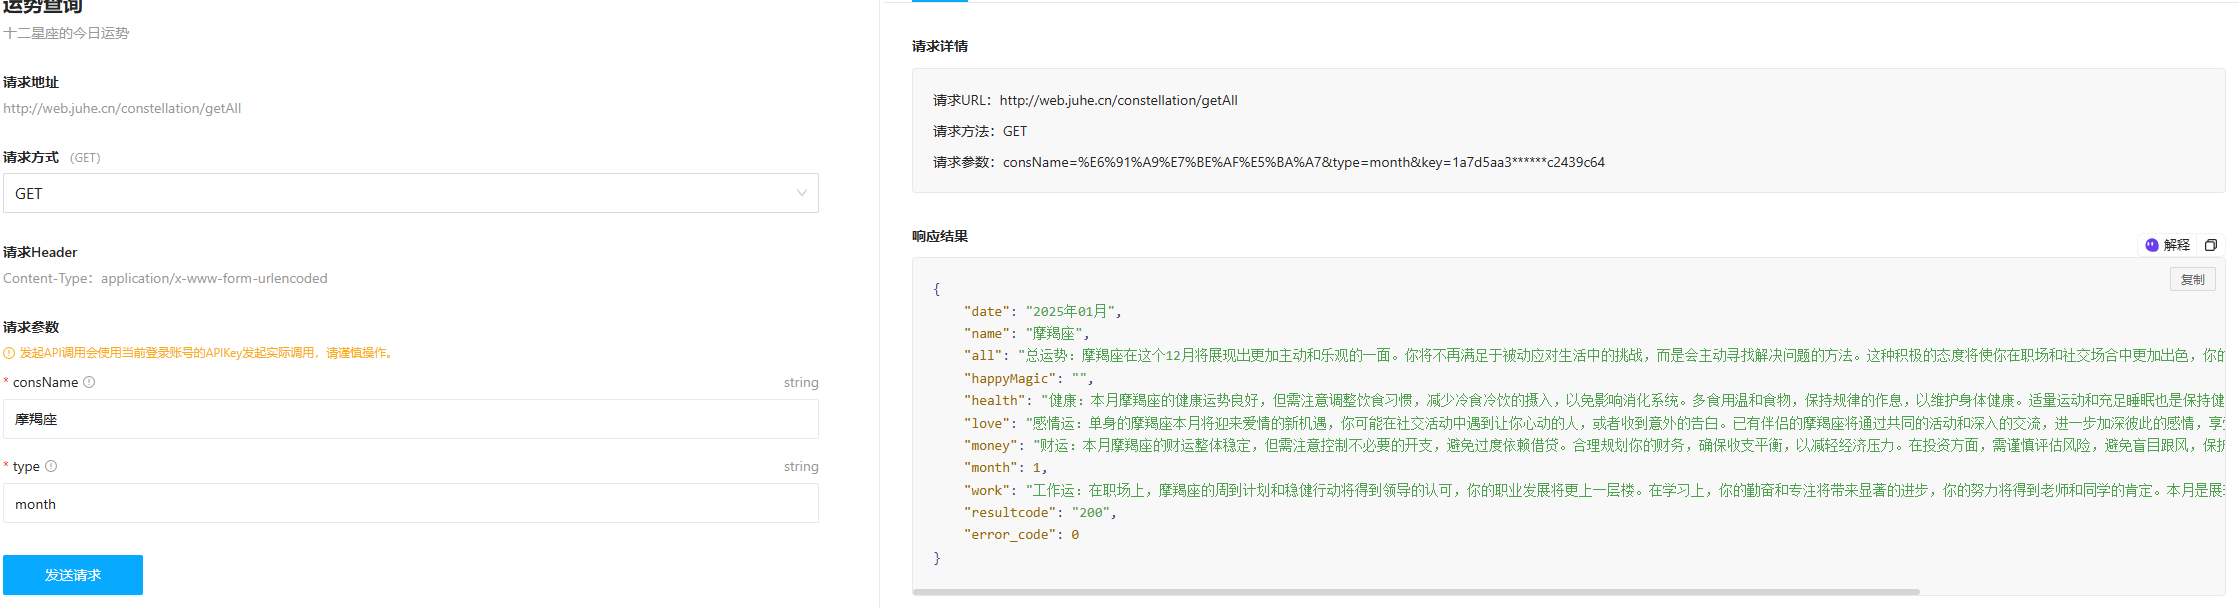 运势查询
十二星座的今日运势
请求地址
http://web.juhe.cn/constellation/getAll
请求方式 (GET)
GET
请求Header
Content-Type：application/x-www-form-urlencoded
请求参数
发起API调用会使用当前登录账号的APIKey发起实际调用，请谨慎操作。
* consName string
摩羯座
* type string
month
发送请求
请求详情
请求URL：http://web.juhe.cn/constellation/getAll
请求方法：GET
请求参数：consName=%E6%91%A9%E7%BE%AF%E5%BA%A7&type=month&key=1a7d5aa3******c2439c64
响应结果
解释
复制
{
"date": "2025年01月",
"name": "摩羯座",
"all": "总运势：摩羯座在这个12月将展现出更加主动和乐观的一面。你将不再满足于被动应对生活中的挑战，而是会主动寻找解决问题的方法。这种积极的态度将使你在职场和社交场合中更加出色，你的
"happyMagic": "",
"health": "健康：本月摩羯座的健康运势良好，但需注意调整饮食习惯，减少冷食冷饮的摄入，以免影响消化系统。多食用温和食物，保持规律的作息，以维护身体健康。适量运动和充足睡眠也是保持健
"love": "感情运：单身的摩羯座本月将迎来爱情的新机遇，你可能在社交活动中遇到让你心动的人，或者收到意外的告白。已有伴侣的摩羯座将通过共同的活动和深入的交流，进一步加深彼此的感情，享
"money": "财运：本月摩羯座的财运整体稳定，但需注意控制不必要的开支，避免过度依赖借贷。合理规划你的财务，确保收支平衡，以减轻经济压力。在投资方面，需谨慎评估风险，避免盲目跟风，保护
"month": 1,
"work": "工作运：在职场上，摩羯座的周到计划和稳健行动将得到领导的认可，你的职业发展将更上一层楼。在学习上，你的勤奋和专注将带来显著的进步，你的努力将得到老师和同学的肯定。本月是展
"resultcode": "200",
"error_code": 0
}